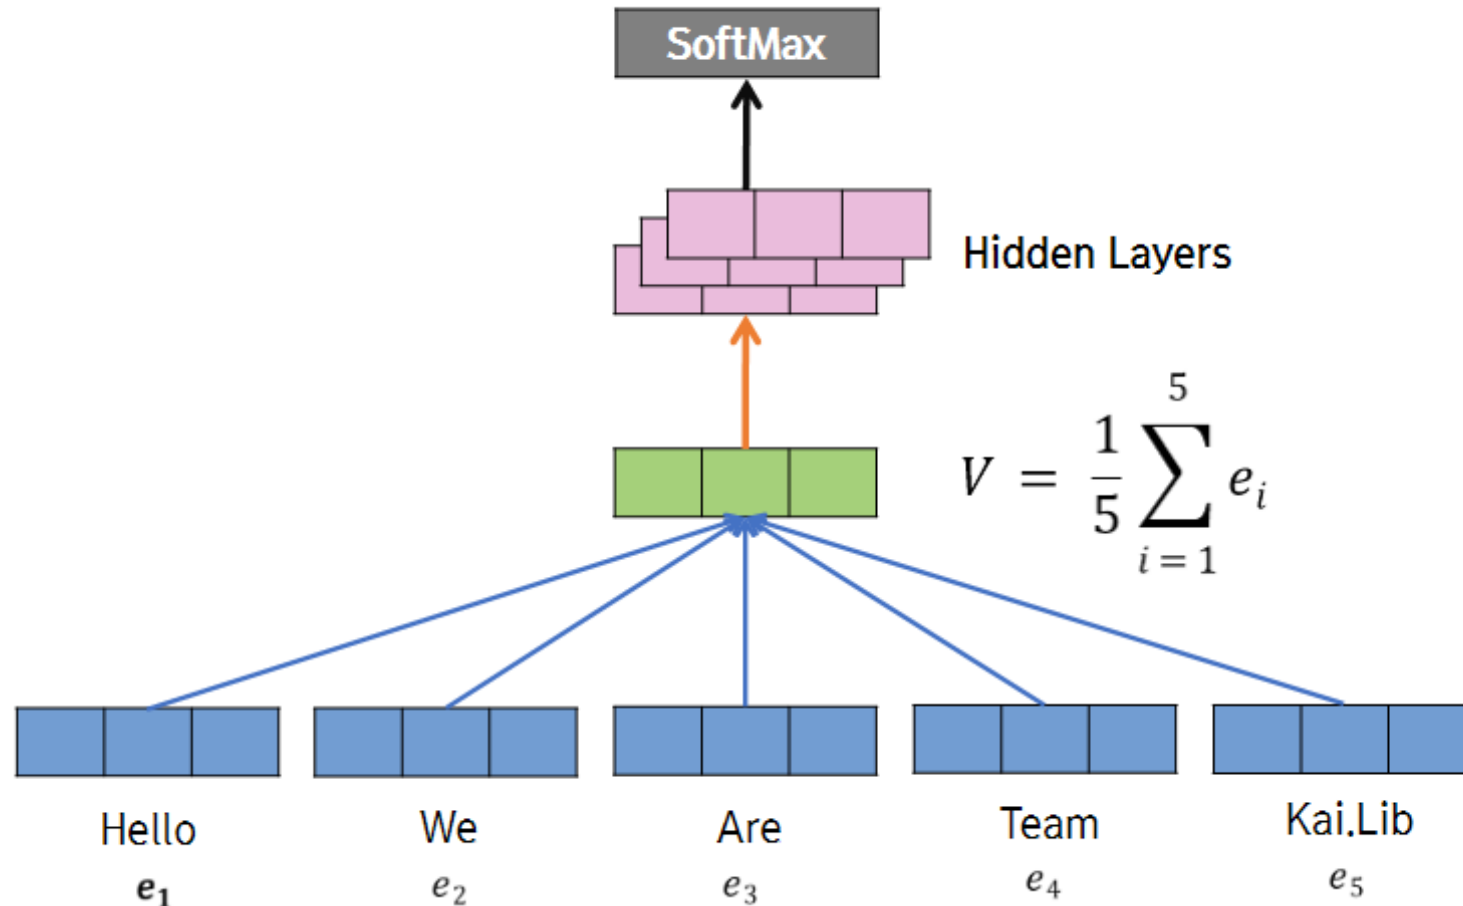 SoftMax
Hidden Layers
V = 1/5 ∑_{i = 1}^{5} e_i
Hello We Are Team Kai.Lib
e₁ e₂ e₃ e₄ e₅